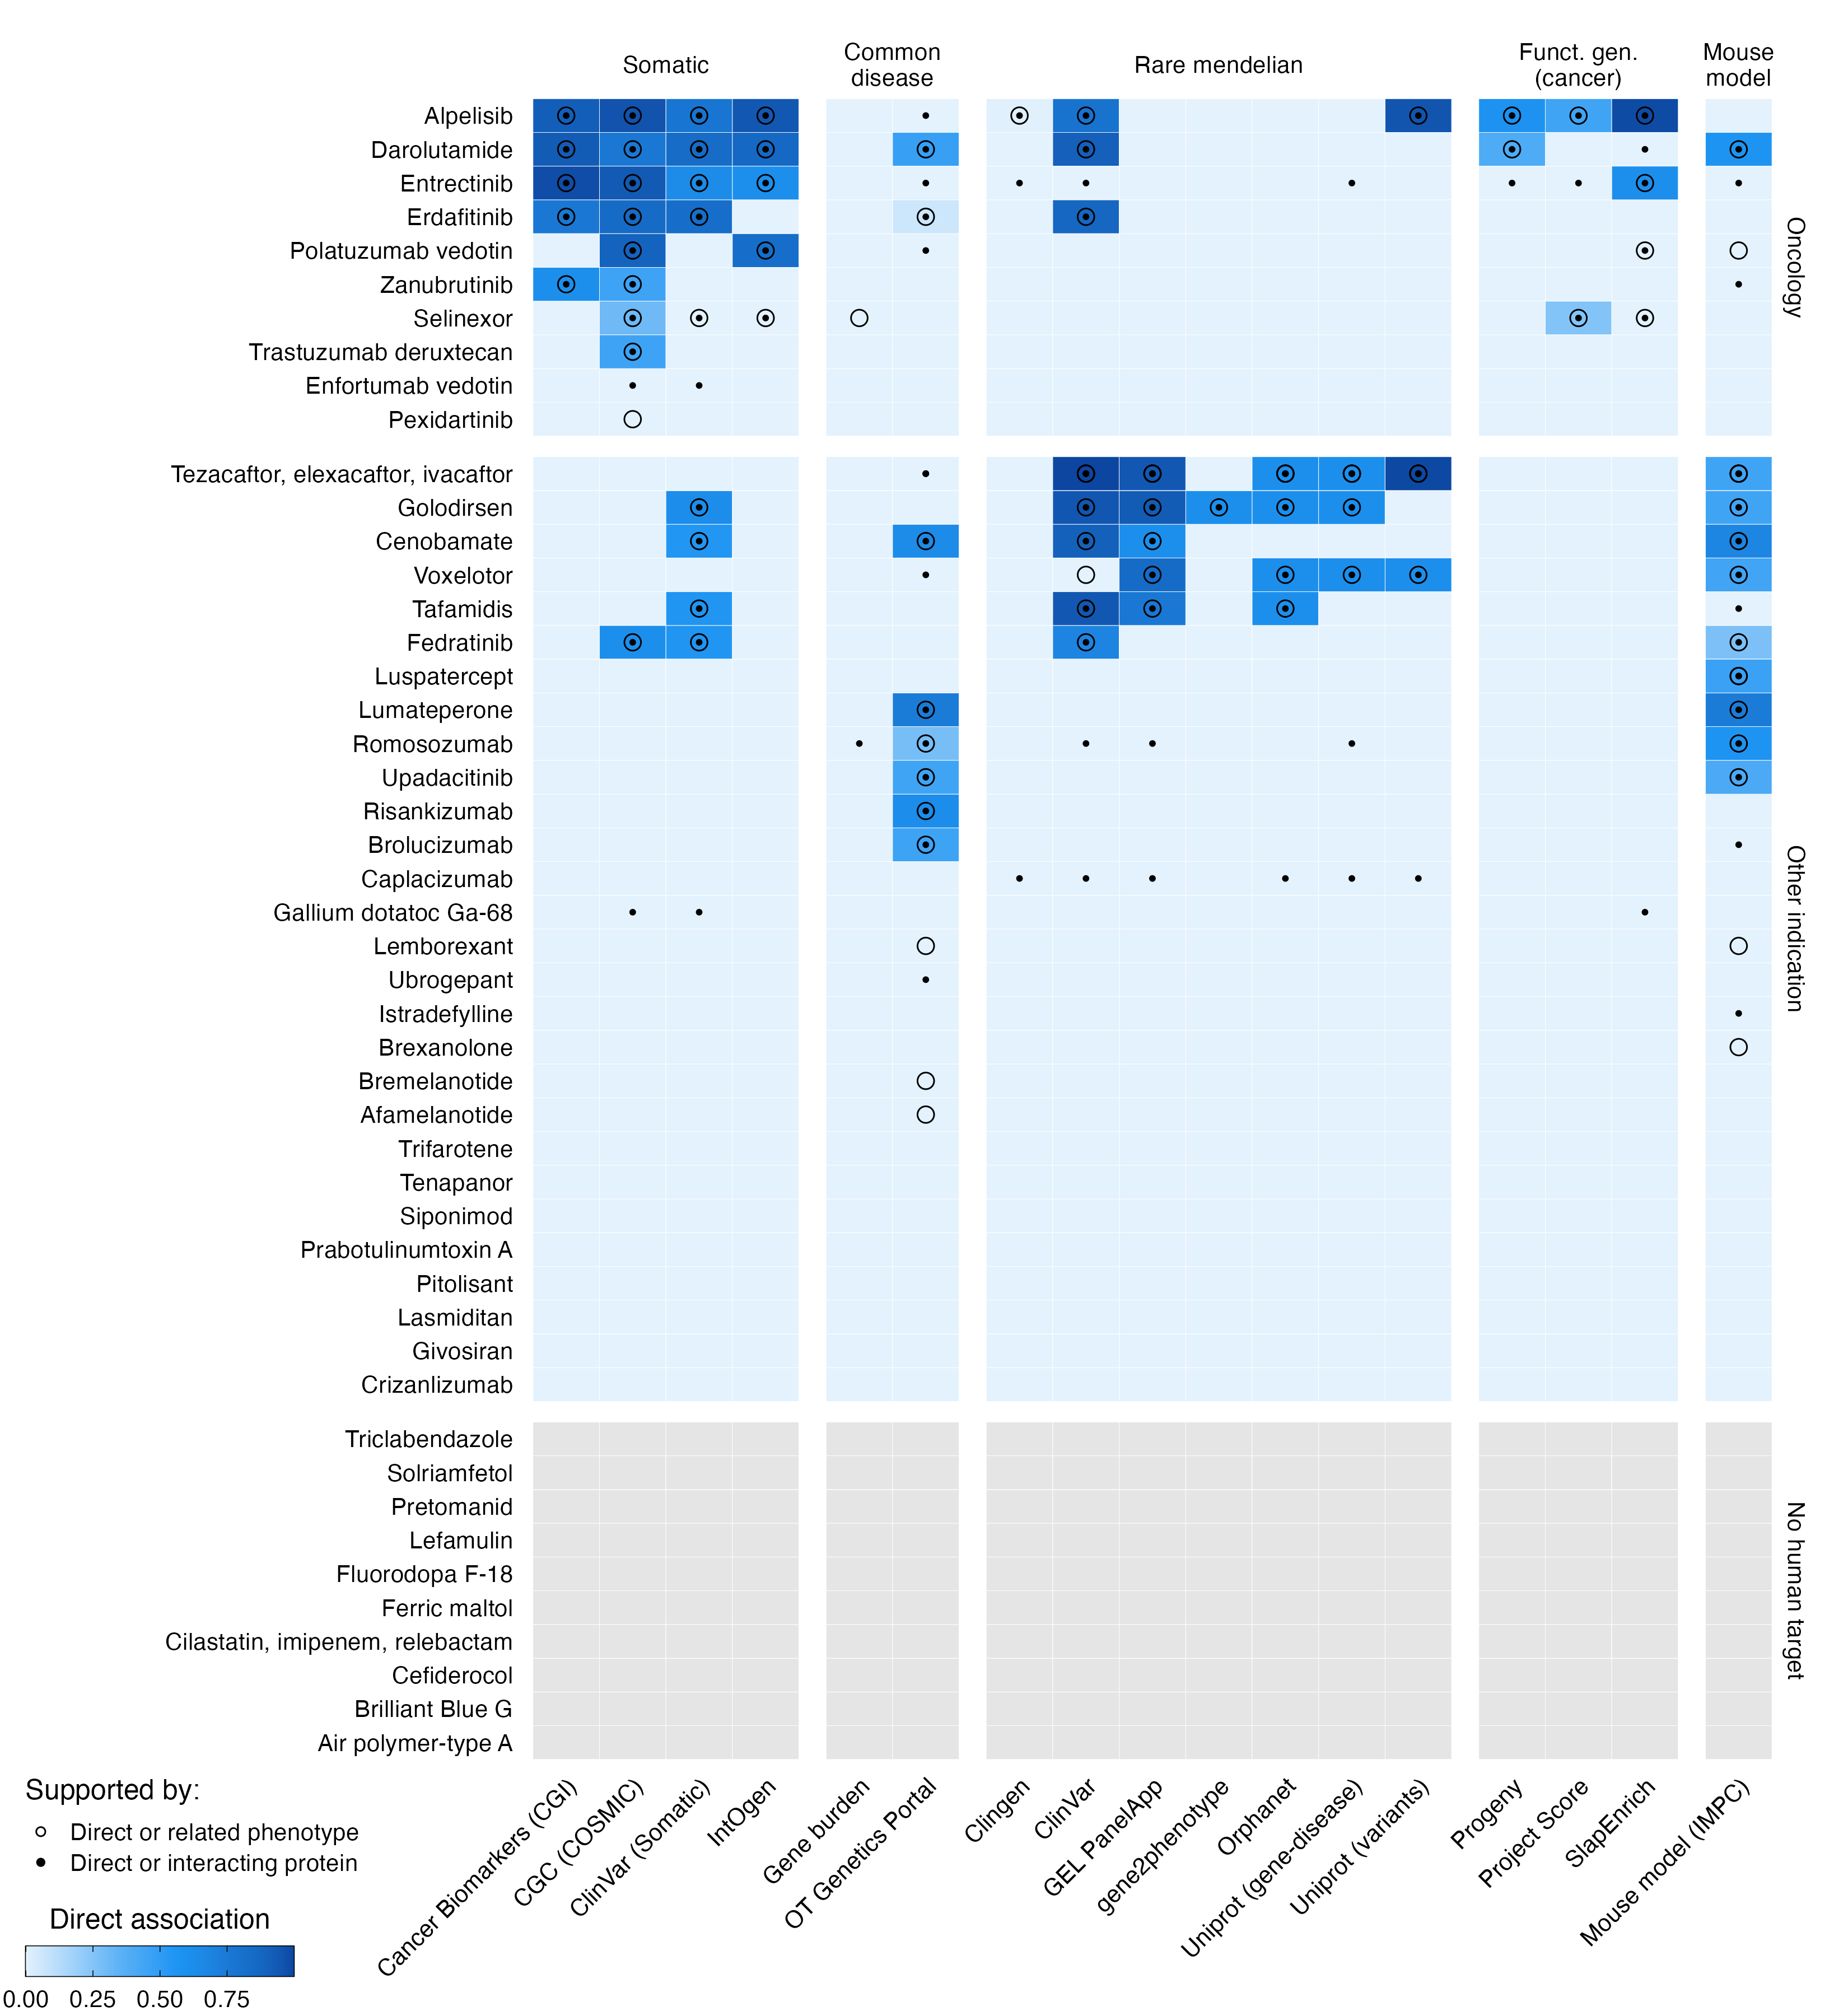 Somatic
Common
disease
Rare mendelian
Funct. gen.
(cancer)
Mouse
model
Alpelisib
Darolutamide
Entrectinib
Erdafitinib
Polatuzumab vedotin
Zanubrutinib
Selinexor
Trastuzumab deruxtecan
Enfortumab vedotin
Pexidartinib
Oncology
Tezacaftor, elexacaftor, ivacaftor
Golodirsen
Cenobamate
Voxelotor
Tafamidis
Fedratinib
Luspatercept
Lumateperone
Romosozumab
Upadacitinib
Risankizumab
Brolucizumab
Caplacizumab
Gallium dotatoc Ga-68
Lemborexant
Ubrogepant
Istradefylline
Brexanolone
Bremelanotide
Afamelanotide
Trifarotene
Tenapanor
Siponimod
Prabotulinumtoxin A
Pitolisant
Lasmiditan
Givosiran
Crizanlizumab
Other indication
Triclabendazole
Solriamfetol
Pretomanid
Lefamulin
Fluorodopa F-18
Ferric maltol
Cilastatin, imipenem, relebactam
Cefiderocol
Brilliant Blue G
Air polymer-type A
No human target
Cancer Biomarkers (CGI)
CGC (COSMIC)
ClinVar (Somatic)
IntOgen
Gene burden
OT Genetics Portal
Clingen
ClinVar
GEL PanelApp
gene2phenotype
Orphanet
Uniprot (gene-disease)
Uniprot (variants)
Progeny
Project Score
SlapEnrich
Mouse model (IMPC)
Supported by:
Direct or related phenotype
Direct or interacting protein
Direct association
0.00 0.25 0.50 0.75